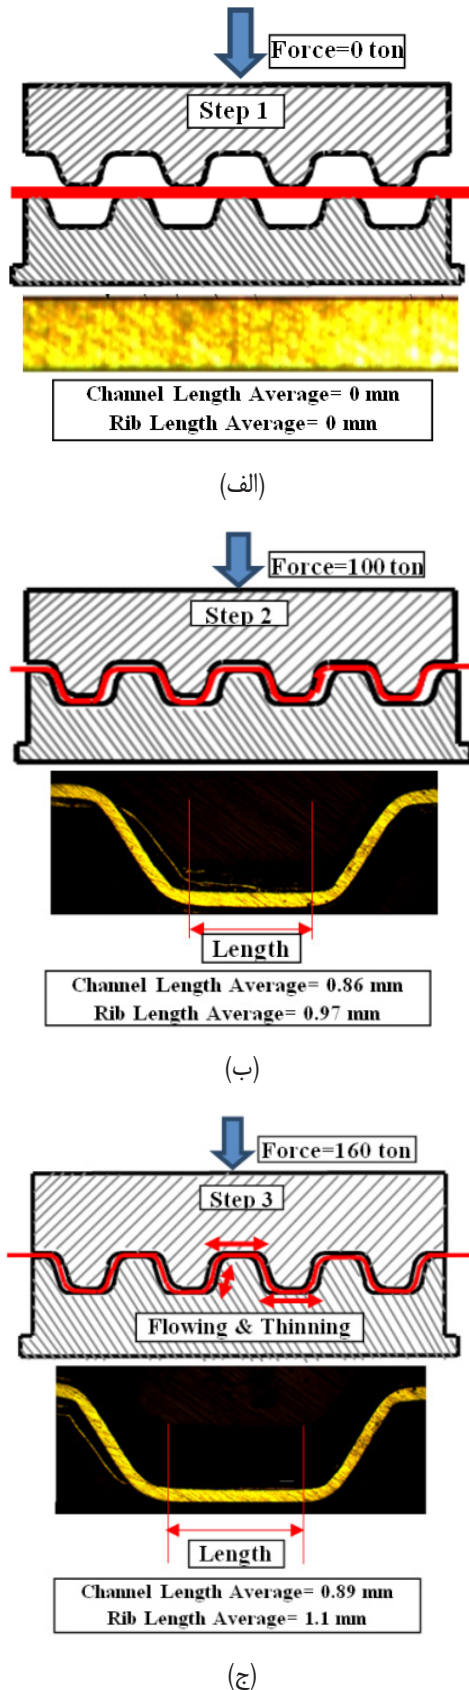 Force=0 ton
Step 1
Channel Length Average= 0 mm
Rib Length Average= 0 mm
(الف)
Force=100 ton
Step 2
Length
Channel Length Average= 0.86 mm
Rib Length Average= 0.97 mm
(ب)
Force=160 ton
Step 3
Flowing & Thinning
Length
Channel Length Average= 0.89 mm
Rib Length Average= 1.1 mm
(ج)